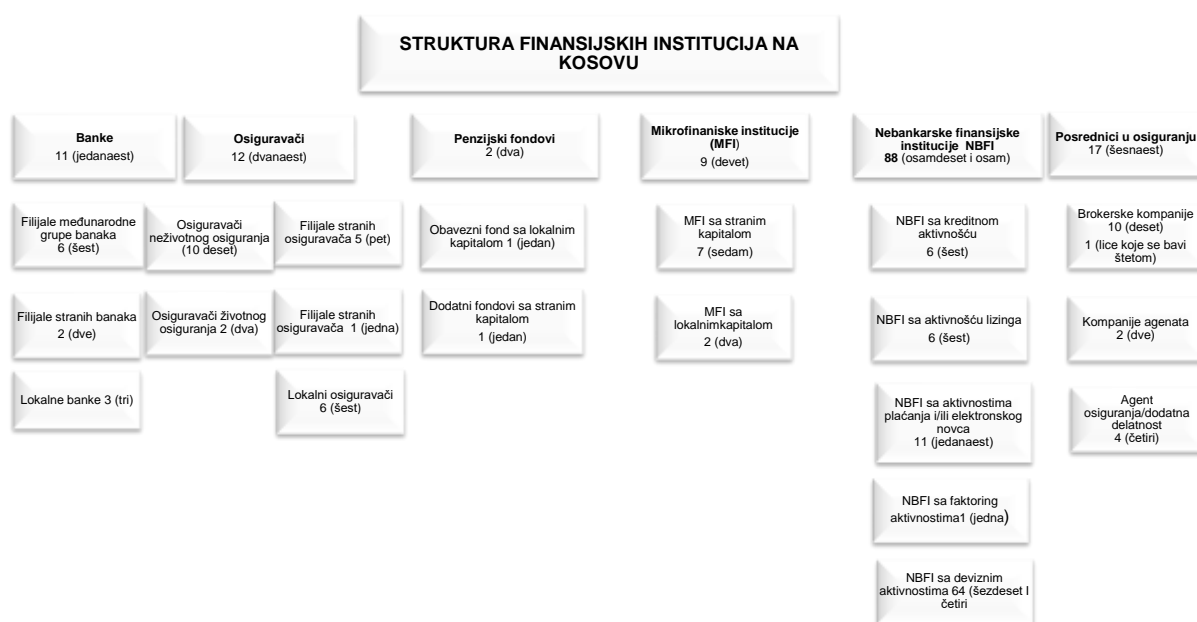 STRUKTURA FINANSIJSKIH INSTITUCIJA NA
KOSOVU
Banke
11 (jedanaest)
Osiguravači
12 (dvanaest)
Penzijski fondovi
2 (dva)
Mikrofinaniske institucije
(MFI)
9 (devet)
Nebankarske finansijske
institucije NBFI
88 (osamdeset i osam)
Posrednici u osiguranju
17 (šesnaest)
Filijale međunarodne
grupe banaka
6 (šest)
Osiguravači
neživotnog osiguranja
(10 deset)
Filijale stranih
osiguravača 5 (pet)
Obavezni fond sa lokalnim
kapitalom 1 (jedan)
MFI sa stranim
kapitalom
7 (sedam)
NBFI sa kreditnom
aktivnošću
6 (šest)
Brokerske kompanije
10 (deset)
1 (lice koje se bavi
štetom)
Filijale stranih banaka
2 (dve)
Osiguravači životnog
osiguranja 2 (dva)
Filijale stranih
osiguravača 1 (jedna)
Dodatni fondovi sa stranim
kapitalom
1 (jedan)
MFI sa
lokalnimkapitalom
2 (dva)
NBFI sa aktivnošću lizinga
6 (šest)
Kompanije agenata
2 (dve)
Lokalne banke 3 (tri)
Lokalni osiguravači
6 (šest)
NBFI sa aktivnostima
plaćanja i/ili elektronskog
novca
11 (jedanaest)
Agent
osiguranja/dodatna
delatnost
4 (četiri)
NBFI sa faktoring
aktivnostima1 (jedna)
NBFI sa deviznim
aktivnostima 64 (šezdeset I
četiri